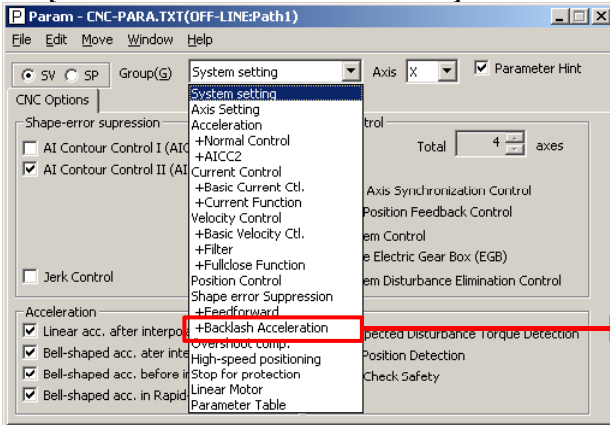 Param - CNC-PARA.TXT(OFF-LINE:Path1)
File Edit Move Window Help
SV SP Group(G) System setting Axis X Parameter Hint
CNC Options
System setting
Axis Setting
Acceleration
+Normal Control
+AICC2
Current Control
+Basic Current Ctl.
+Current Function
Velocity Control
+Basic Velocity Ctl.
+Filter
+Fullclose Function
Position Control
Shape error Suppression
+Feedforward
+Backlash Acceleration
Overshoot comp.
High-speed positioning
Stop for protection
Linear Motor
Parameter Table
Shape-error supression
AI Contour Control I (AIC
AI Contour Control II (AI
Jerk Control
trol
Total 4 axes
Axis Synchronization Control
Position Feedback Control
em Control
e Electric Gear Box (EGB)
em Disturbance Elimination Control
Acceleration
Linear acc. after interpola
Bell-shaped acc. ater inte
Bell-shaped acc. before in
Bell-shaped acc. in Rapid-
pected Disturbance Torque Detection
Position Detection
Check Safety